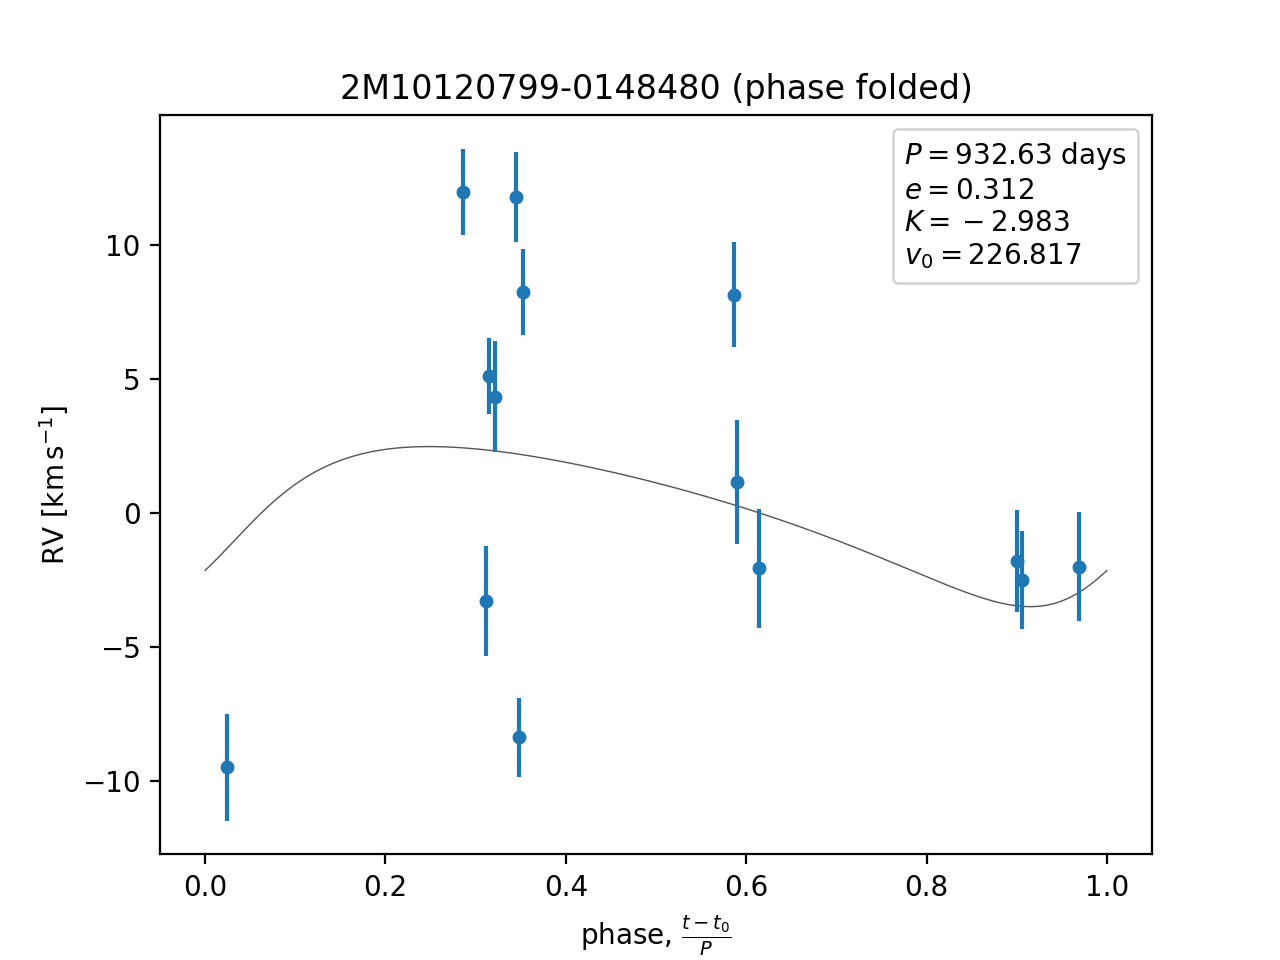 2M10120799-0148480 (phase folded)
P = 932.63 days
e = 0.312
K = −2.983
v₀ = 226.817
10
5
0
−5
−10
RV [km s⁻¹]
0.0 0.2 0.4 0.6 0.8 1.0
phase, (t − t₀)/P